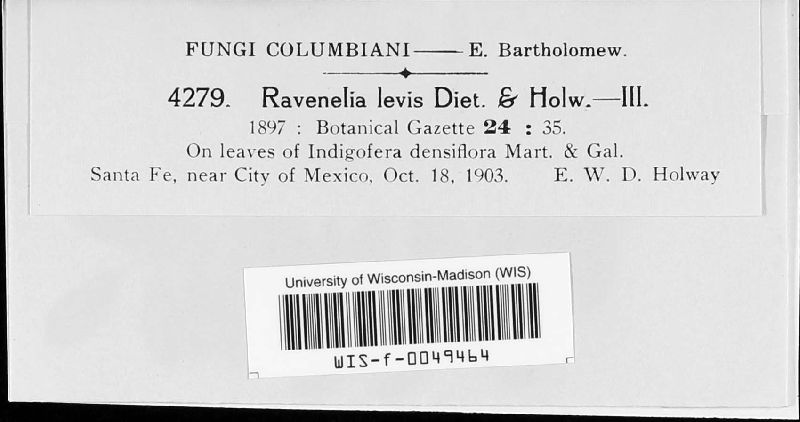 FUNGI COLUMBIANI—— E. Bartholomew.
4279. Ravenelia levis Diet. & Holw.—III.
1897 : Botanical Gazette 24 : 35.
On leaves of Indigofera densiflora Mart. & Gal.
Santa Fe, near City of Mexico, Oct. 18, 1903. E. W. D. Holway
University of Wisconsin-Madison (WIS)
WIS-f-0049464